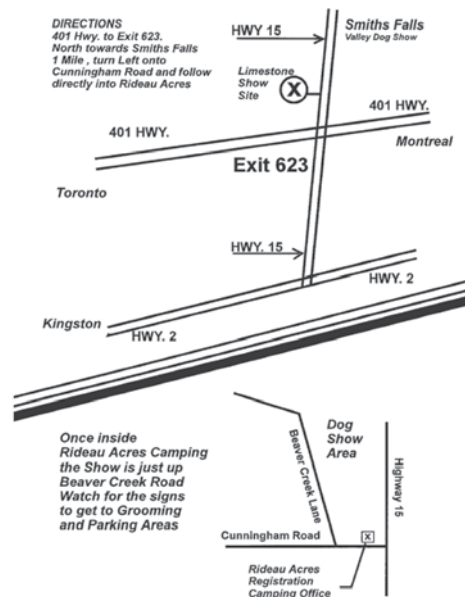 DIRECTIONS
401 Hwy. to Exit 623.
North towards Smiths Falls
1 Mile , turn Left onto
Cunningham Road and follow
directly into Rideau Acres
HWY 15
Smiths Falls
Valley Dog Show
Limestone
Show
Site
X
401 HWY.
401 HWY.
Montreal
Exit 623
Toronto
HWY. 15
HWY. 2
Kingston
HWY. 2
Once inside
Rideau Acres Camping
the Show is just up
Beaver Creek Road
Watch for the signs
to get to Grooming
and Parking Areas
Dog
Show
Area
Beaver Creek Lane
Highway 15
Cunningham Road
X
Rideau Acres
Registration
Camping Office